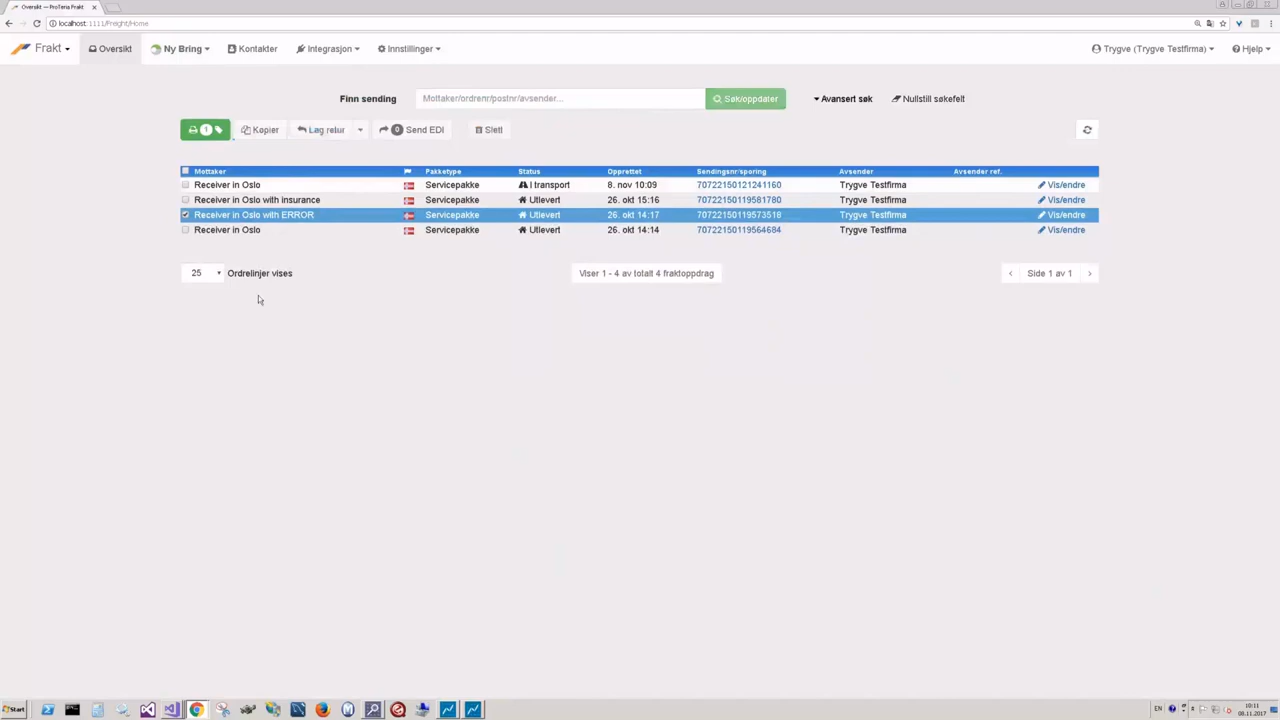 Oversikt — ProTeria Frakt
localhost:1111/Freight/Home
Frakt Oversikt Ny Bring Kontakter Integrasjon Innstillinger Trygve (Trygve Testfirma) Hjelp
Finn sending Mottaker/ordrenr/postnr/avsender... Søk/oppdater Avansert søk Nullstill søkefelt
1 Kopier Lag retur 0 Send EDI Slett
Mottaker Pakketype Status Opprettet Sendingsnr/sporing Avsender Avsender ref.
Receiver in Oslo Servicepakke I transport 8. nov 10:09 70722150121241160 Trygve Testfirma Vis/endre
Receiver in Oslo with insurance Servicepakke Utlevert 26. okt 15:16 70722150119581780 Trygve Testfirma Vis/endre
Receiver in Oslo with ERROR Servicepakke Utlevert 26. okt 14:17 70722150119573518 Trygve Testfirma Vis/endre
Receiver in Oslo Servicepakke Utlevert 26. okt 14:14 70722150119564684 Trygve Testfirma Vis/endre
25 Ordrelinjer vises Viser 1 - 4 av totalt 4 fraktoppdrag Side 1 av 1
Start EN 10:11
08.11.2017